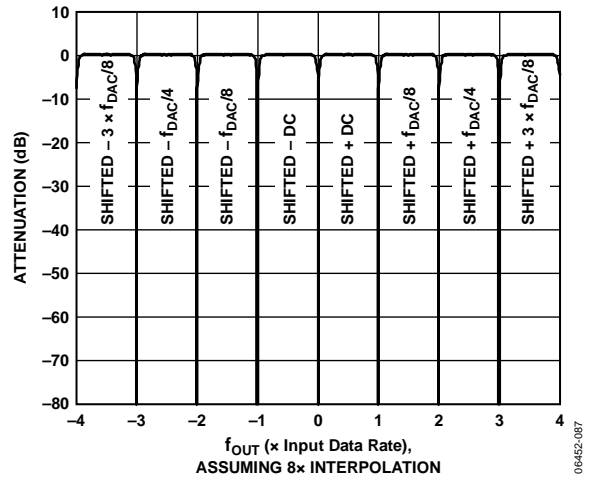 10
0
–10
–20
–30
–40
–50
–60
–70
–80
ATTENUATION (dB)
SHIFTED – 3 × fDAC/8
SHIFTED – fDAC/4
SHIFTED – fDAC/8
SHIFTED – DC
SHIFTED + DC
SHIFTED + fDAC/8
SHIFTED + fDAC/4
SHIFTED + 3 × fDAC/8
–4 –3 –2 –1 0 1 2 3 4
fOUT (× Input Data Rate),
ASSUMING 8× INTERPOLATION
06452-087